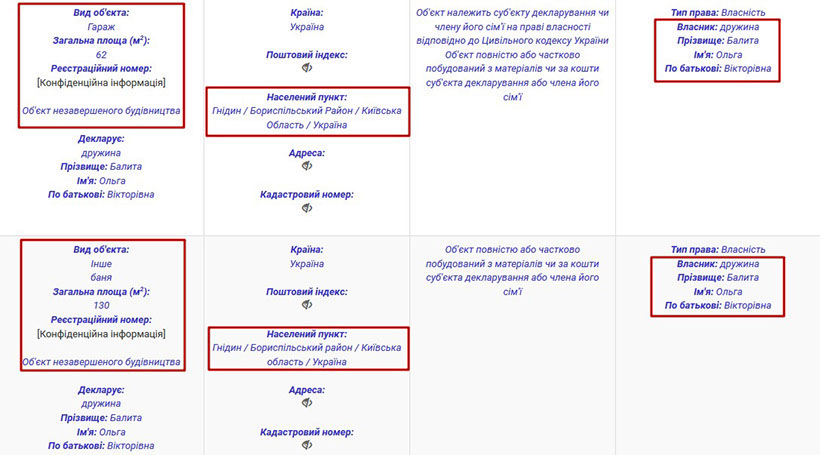 Вид об'єкта:
Гараж
Загальна площа (м²):
62
Реєстраційний номер:
[Конфіденційна інформація]
Об'єкт незавершеного будівництва
Декларує:
дружина
Прізвище: Балита
Ім'я: Ольга
По батькові: Вікторівна
Країна:
Україна
Поштовий індекс:
Населений пункт:
Гнідин / Бориспільський Район / Київська
Область / Україна
Адреса:
Кадастровий номер:
Об'єкт належить суб'єкту декларування чи
члену його сім'ї на праві власності
відповідно до Цивільного кодексу України
Об'єкт повністю або частково
побудований з матеріалів чи за кошти
суб'єкта декларування або члена його
сім'ї
Тип права: Власність
Власник: дружина
Прізвище: Балита
Ім'я: Ольга
По батькові: Вікторівна
Вид об'єкта:
Інше
баня
Загальна площа (м²):
130
Реєстраційний номер:
[Конфіденційна інформація]
Об'єкт незавершеного будівництва
Декларує:
дружина
Прізвище: Балита
Ім'я: Ольга
По батькові: Вікторівна
Країна:
Україна
Поштовий індекс:
Населений пункт:
Гнідин / Бориспільський район / Київська
область / Україна
Адреса:
Кадастровий номер:
Об'єкт повністю або частково
побудований з матеріалів чи за кошти
суб'єкта декларування або члена його
сім'ї
Тип права: Власність
Власник: дружина
Прізвище: Балита
Ім'я: Ольга
По батькові: Вікторівна